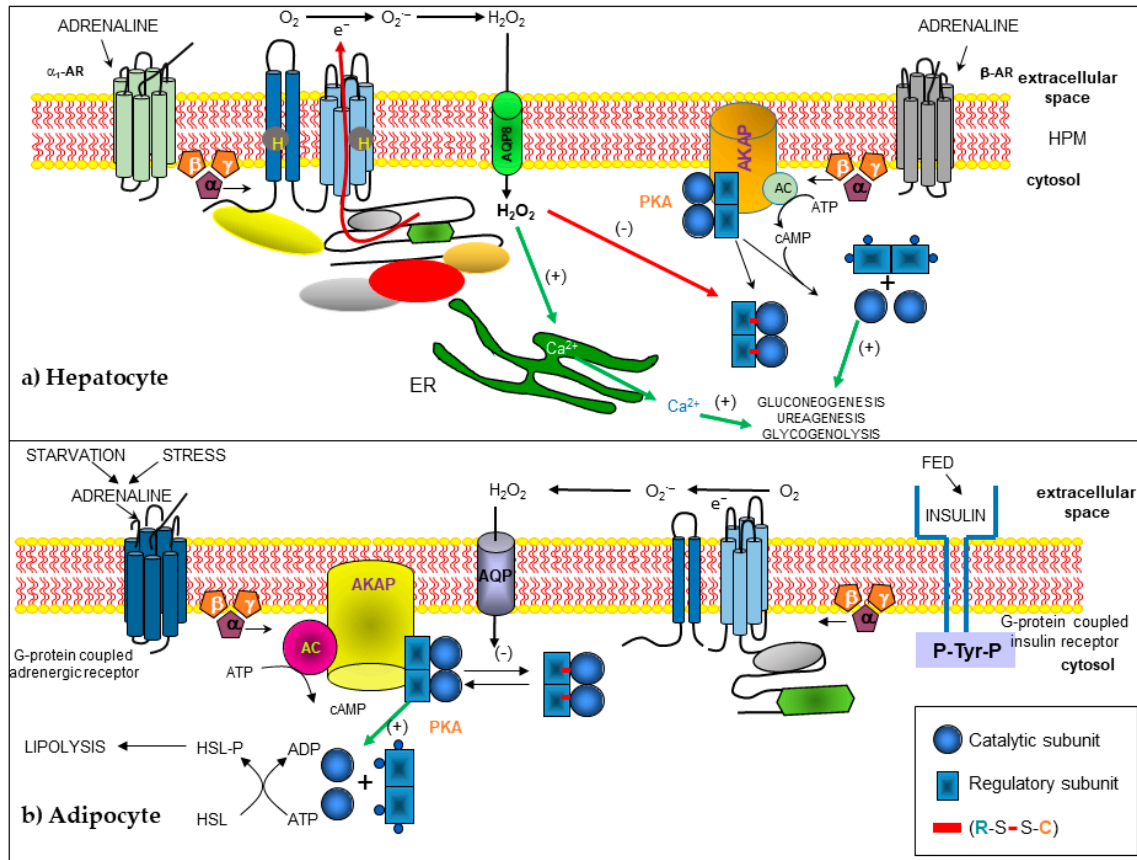 O₂
O₂·⁻
H₂O₂
e⁻
ADRENALINE
ADRENALINE
α₁-AR
β-AR
extracellular
space
HPM
cytosol
H
H
AQP8
AKAP
β
γ
α
PKA
AC
ATP
cAMP
β
γ
α
H₂O₂
(-)
(+)
+
(+)
Ca²⁺
ER
Ca²⁺
(+)
GLUCONEOGENESIS
UREAGENESIS
GLYCOGENOLYSIS
a) Hepatocyte
STARVATION
STRESS
ADRENALINE
H₂O₂
O₂·⁻
O₂
e⁻
FED
INSULIN
extracellular
space
AKAP
AQP
β
γ
α
β
γ
α
G-protein coupled
adrenergic receptor
AC
ATP
cAMP
(-)
G-protein coupled
insulin receptor
P-Tyr-P
cytosol
(+)
PKA
LIPOLYSIS
HSL-P
ADP
+
HSL
ATP
b) Adipocyte
Catalytic subunit
Regulatory subunit
(R-S-S-C)